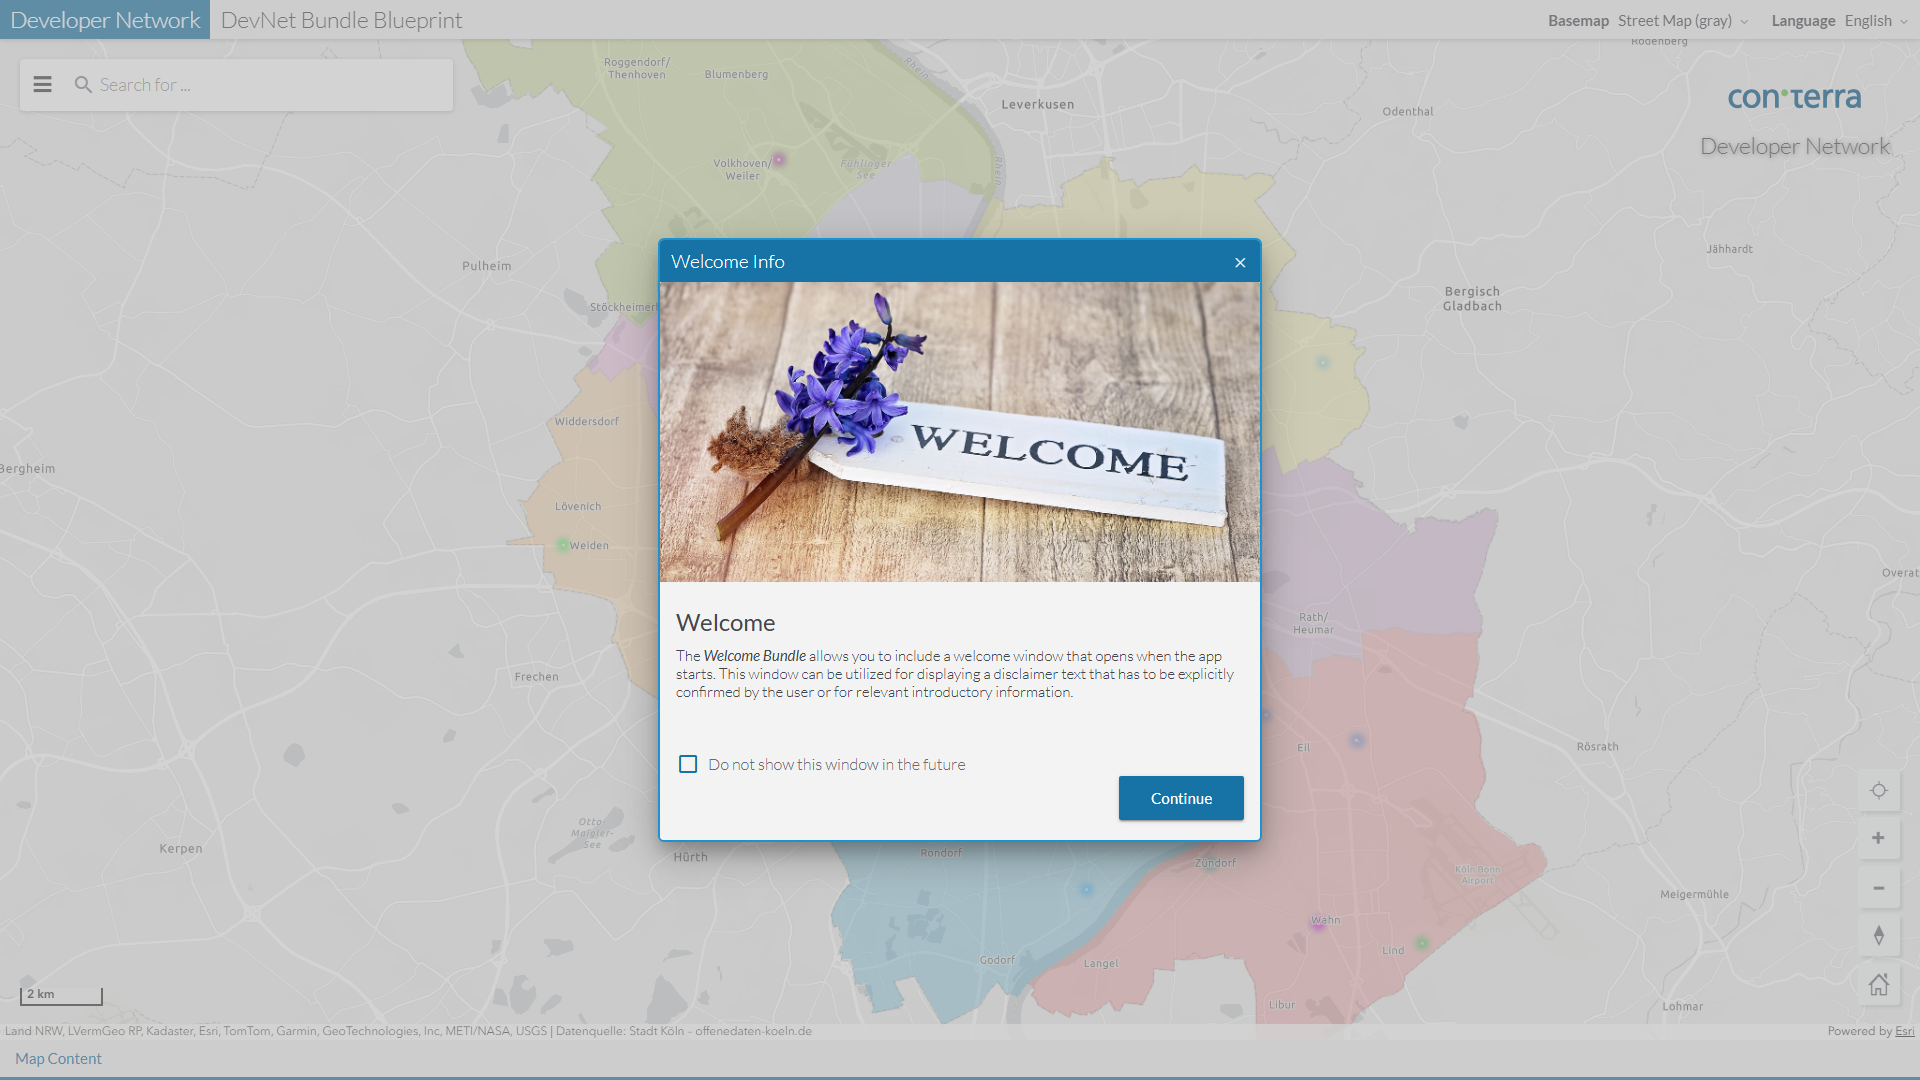 Developer Network
DevNet Bundle Blueprint
Basemap Street Map (gray)
Language English
Search for ...
con terra
Developer Network
Roggendorf/
Thenhoven
Blumenberg
Rhein
Leverkusen
Rodenberg
Odenthal
Volkhoven/
Weiler
Fühlinger
See
Rhein
Pulheim
Jähhardt
Bergisch
Gladbach
Widdersdorf
Bergheim
Lövenich
Weiden
Rath/
Heumar
Frechen
Eil
Rösrath
Otto-
Maigler-
See
Kerpen
Hürth
Rondorf
Zündorf
Köln Bonn
Airport
Meigermühle
Wahn
Lind
Godorf
Langel
Libur
Lohmar
Welcome Info
WELCOME
Welcome
The Welcome Bundle allows you to include a welcome window that opens when the app
starts. This window can be utilized for displaying a disclaimer text that has to be explicitly
confirmed by the user or for relevant introductory information.
Do not show this window in the future
Continue
2 km
Land NRW, LVermGeo RP, Kadaster, Esri, TomTom, Garmin, GeoTechnologies, Inc, METI/NASA, USGS | Datenquelle: Stadt Köln - offenedaten-koeln.de
Powered by Esri
Map Content